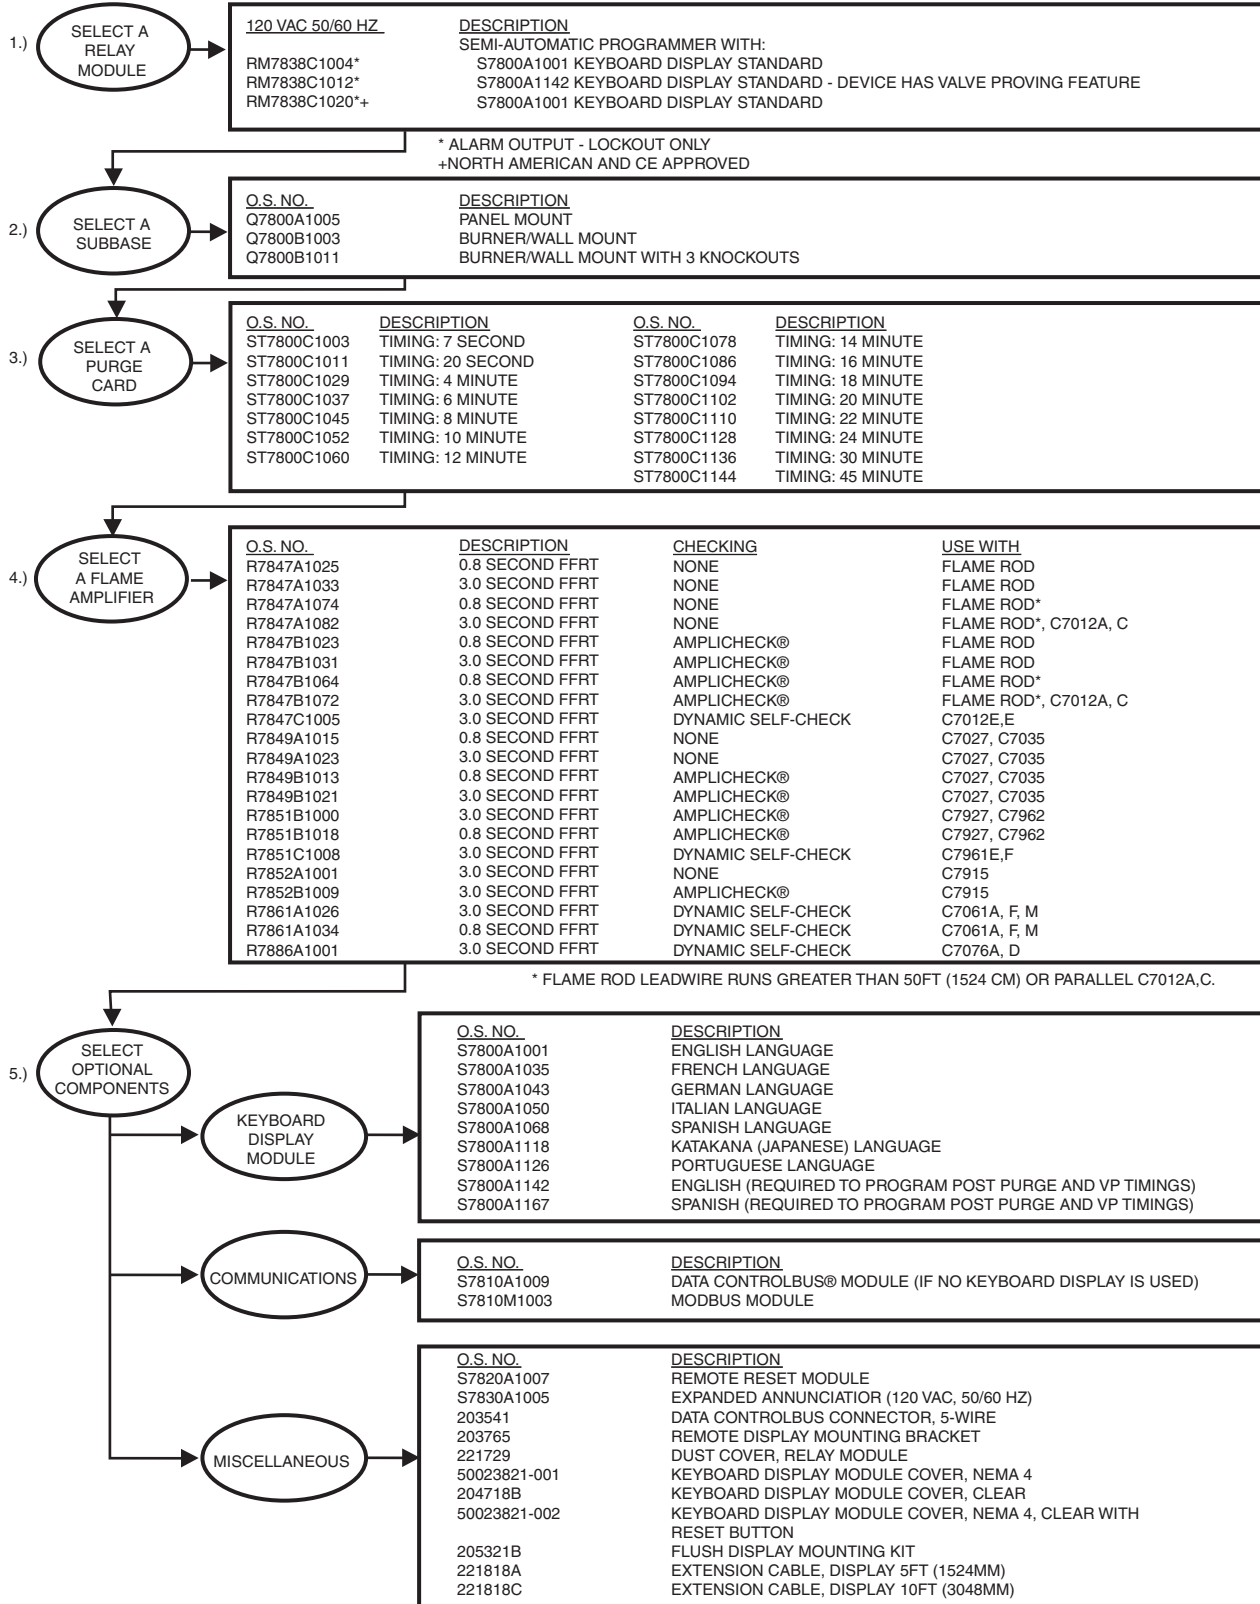 1.)
SELECT A
RELAY
MODULE
120 VAC 50/60 HZ DESCRIPTION
SEMI-AUTOMATIC PROGRAMMER WITH:
RM7838C1004* S7800A1001 KEYBOARD DISPLAY STANDARD
RM7838C1012* S7800A1142 KEYBOARD DISPLAY STANDARD - DEVICE HAS VALVE PROVING FEATURE
RM7838C1020*+ S7800A1001 KEYBOARD DISPLAY STANDARD
* ALARM OUTPUT - LOCKOUT ONLY
+NORTH AMERICAN AND CE APPROVED
2.)
SELECT A
SUBBASE
O.S. NO. DESCRIPTION
Q7800A1005 PANEL MOUNT
Q7800B1003 BURNER/WALL MOUNT
Q7800B1011 BURNER/WALL MOUNT WITH 3 KNOCKOUTS
3.)
SELECT A
PURGE
CARD
O.S. NO. DESCRIPTION O.S. NO. DESCRIPTION
ST7800C1003 TIMING: 7 SECOND ST7800C1078 TIMING: 14 MINUTE
ST7800C1011 TIMING: 20 SECOND ST7800C1086 TIMING: 16 MINUTE
ST7800C1029 TIMING: 4 MINUTE ST7800C1094 TIMING: 18 MINUTE
ST7800C1037 TIMING: 6 MINUTE ST7800C1102 TIMING: 20 MINUTE
ST7800C1045 TIMING: 8 MINUTE ST7800C1110 TIMING: 22 MINUTE
ST7800C1052 TIMING: 10 MINUTE ST7800C1128 TIMING: 24 MINUTE
ST7800C1060 TIMING: 12 MINUTE ST7800C1136 TIMING: 30 MINUTE
ST7800C1144 TIMING: 45 MINUTE
4.)
SELECT
A FLAME
AMPLIFIER
O.S. NO. DESCRIPTION CHECKING USE WITH
R7847A1025 0.8 SECOND FFRT NONE FLAME ROD
R7847A1033 3.0 SECOND FFRT NONE FLAME ROD
R7847A1074 0.8 SECOND FFRT NONE FLAME ROD*
R7847A1082 3.0 SECOND FFRT NONE FLAME ROD*, C7012A, C
R7847B1023 0.8 SECOND FFRT AMPLICHECK® FLAME ROD
R7847B1031 3.0 SECOND FFRT AMPLICHECK® FLAME ROD
R7847B1064 0.8 SECOND FFRT AMPLICHECK® FLAME ROD*
R7847B1072 3.0 SECOND FFRT AMPLICHECK® FLAME ROD*, C7012A, C
R7847C1005 3.0 SECOND FFRT DYNAMIC SELF-CHECK C7012E,E
R7849A1015 0.8 SECOND FFRT NONE C7027, C7035
R7849A1023 3.0 SECOND FFRT NONE C7027, C7035
R7849B1013 0.8 SECOND FFRT AMPLICHECK® C7027, C7035
R7849B1021 3.0 SECOND FFRT AMPLICHECK® C7027, C7035
R7851B1000 3.0 SECOND FFRT AMPLICHECK® C7927, C7962
R7851B1018 0.8 SECOND FFRT AMPLICHECK® C7927, C7962
R7851C1008 3.0 SECOND FFRT DYNAMIC SELF-CHECK C7961E,F
R7852A1001 3.0 SECOND FFRT NONE C7915
R7852B1009 3.0 SECOND FFRT AMPLICHECK® C7915
R7861A1026 3.0 SECOND FFRT DYNAMIC SELF-CHECK C7061A, F, M
R7861A1034 0.8 SECOND FFRT DYNAMIC SELF-CHECK C7061A, F, M
R7886A1001 3.0 SECOND FFRT DYNAMIC SELF-CHECK C7076A, D
* FLAME ROD LEADWIRE RUNS GREATER THAN 50FT (1524 CM) OR PARALLEL C7012A,C.
5.)
SELECT
OPTIONAL
COMPONENTS
KEYBOARD
DISPLAY
MODULE
O.S. NO. DESCRIPTION
S7800A1001 ENGLISH LANGUAGE
S7800A1035 FRENCH LANGUAGE
S7800A1043 GERMAN LANGUAGE
S7800A1050 ITALIAN LANGUAGE
S7800A1068 SPANISH LANGUAGE
S7800A1118 KATAKANA (JAPANESE) LANGUAGE
S7800A1126 PORTUGUESE LANGUAGE
S7800A1142 ENGLISH (REQUIRED TO PROGRAM POST PURGE AND VP TIMINGS)
S7800A1167 SPANISH (REQUIRED TO PROGRAM POST PURGE AND VP TIMINGS)
COMMUNICATIONS
O.S. NO. DESCRIPTION
S7810A1009 DATA CONTROLBUS® MODULE (IF NO KEYBOARD DISPLAY IS USED)
S7810M1003 MODBUS MODULE
MISCELLANEOUS
O.S. NO. DESCRIPTION
S7820A1007 REMOTE RESET MODULE
S7830A1005 EXPANDED ANNUNCIATIOR (120 VAC, 50/60 HZ)
203541 DATA CONTROLBUS CONNECTOR, 5-WIRE
203765 REMOTE DISPLAY MOUNTING BRACKET
221729 DUST COVER, RELAY MODULE
50023821-001 KEYBOARD DISPLAY MODULE COVER, NEMA 4
204718B KEYBOARD DISPLAY MODULE COVER, CLEAR
50023821-002 KEYBOARD DISPLAY MODULE COVER, NEMA 4, CLEAR WITH
RESET BUTTON
205321B FLUSH DISPLAY MOUNTING KIT
221818A EXTENSION CABLE, DISPLAY 5FT (1524MM)
221818C EXTENSION CABLE, DISPLAY 10FT (3048MM)